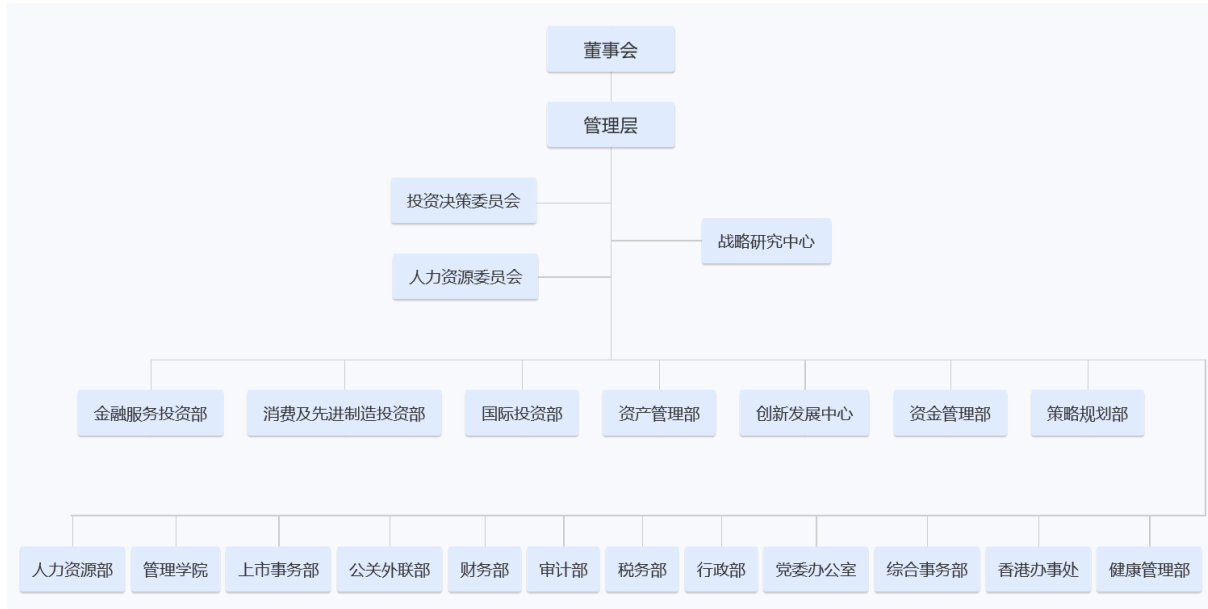 董事会
管理层
投资决策委员会
战略研究中心
人力资源委员会
金融服务投资部
消费及先进制造投资部
国际投资部
资产管理部
创新发展中心
资金管理部
策略规划部
人力资源部
管理学院
上市事务部
公关外联部
财务部
审计部
税务部
行政部
党委办公室
综合事务部
香港办事处
健康管理部